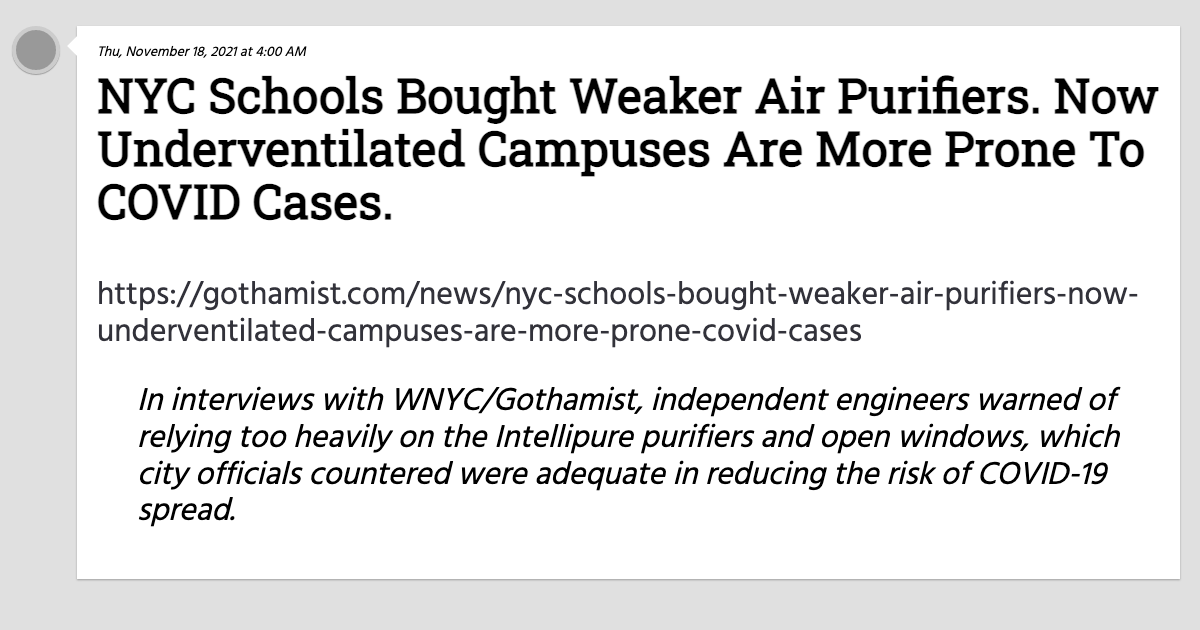 Thu, November 18, 2021 at 4:00 AM
NYC Schools Bought Weaker Air Purifiers. Now
Underventilated Campuses Are More Prone To
COVID Cases.
https://gothamist.com/news/nyc-schools-bought-weaker-air-purifiers-now-
underventilated-campuses-are-more-prone-covid-cases
In interviews with WNYC/Gothamist, independent engineers warned of
relying too heavily on the Intellipure purifiers and open windows, which
city officials countered were adequate in reducing the risk of COVID-19
spread.